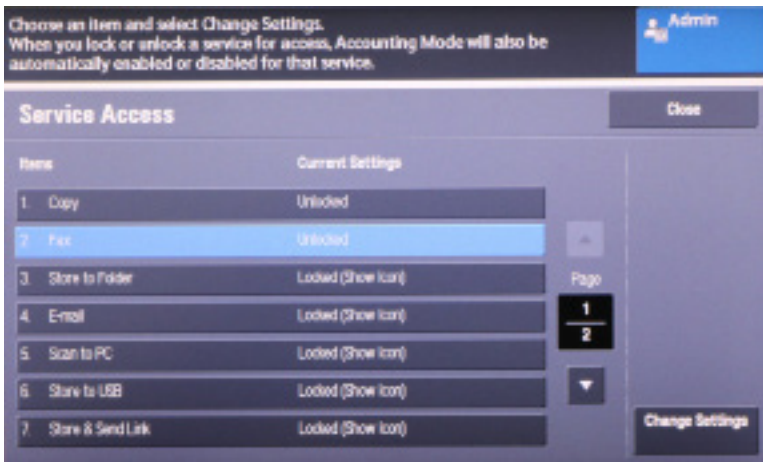 Choose an item and select Change Settings.
When you lock or unlock a service for access, Accounting Mode will also be
automatically enabled or disabled for that service.
Admin
Service Access
Close
Items Current Settings
1. Copy Unlocked
2. Fax Unlocked
3. Store to Folder Locked (Show Icon)
4. E-mail Locked (Show Icon)
5. Scan to PC Locked (Show Icon)
6. Store to USB Locked (Show Icon)
7. Store & Send Link Locked (Show Icon)
Page
1
2
Change Settings